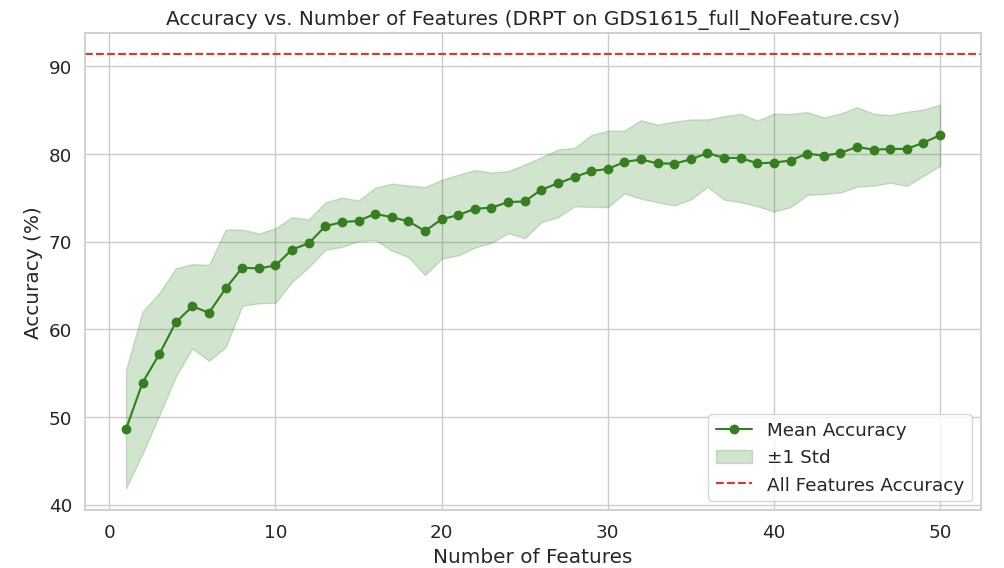 Accuracy vs. Number of Features (DRPT on GDS1615_full_NoFeature.csv)
Accuracy (%)
90
80
70
60
50
40
0 10 20 30 40 50
Number of Features
Mean Accuracy
±1 Std
All Features Accuracy